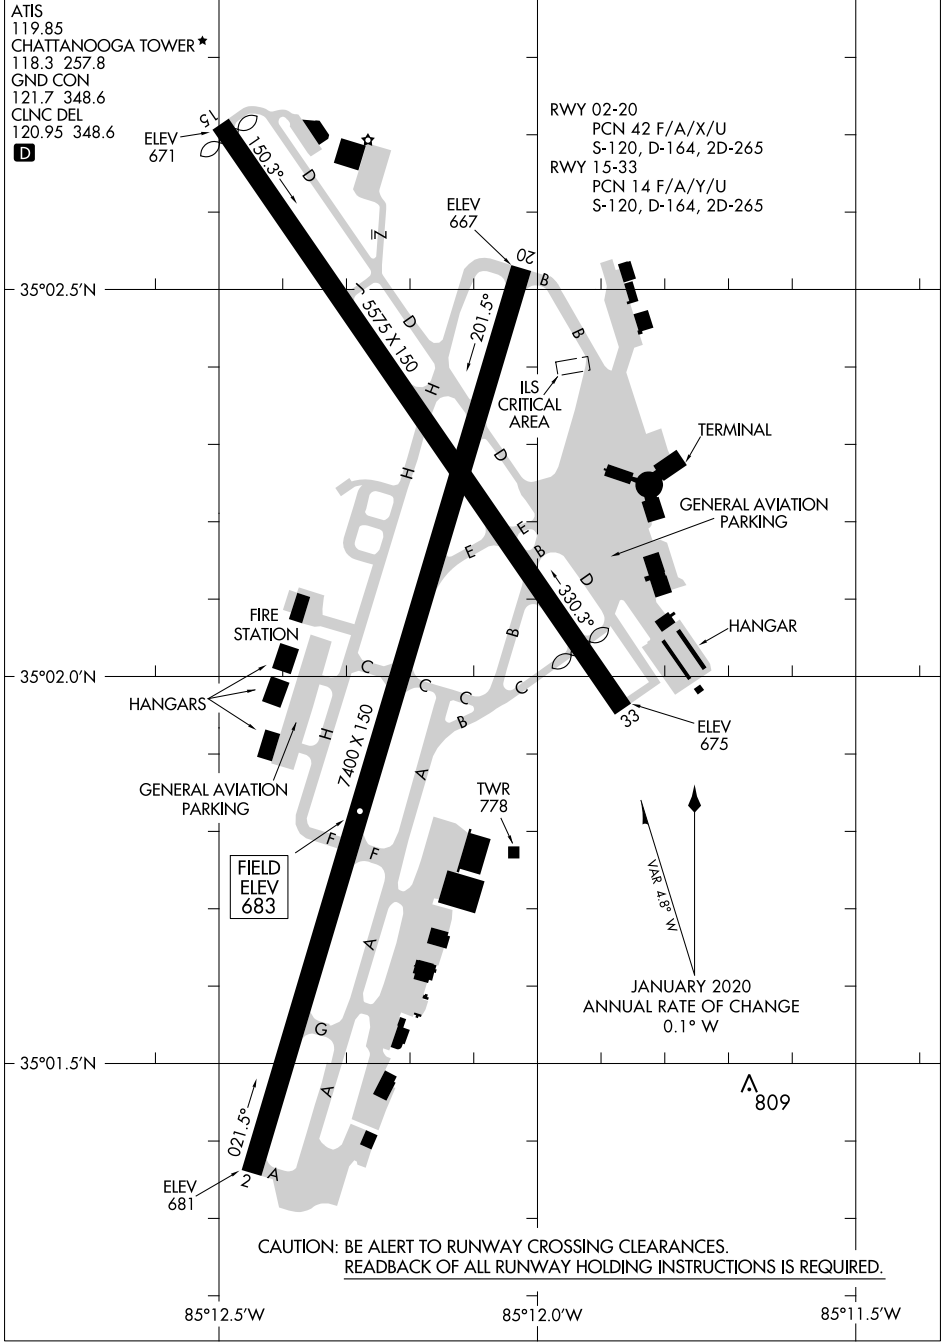 ATIS
119.85
CHATTANOOGA TOWER
118.3 257.8
GND CON
121.7 348.6
CLNC DEL
120.95 348.6
D
RWY 02-20
PCN 42 F/A/X/U
S-120, D-164, 2D-265
RWY 15-33
PCN 14 F/A/Y/U
S-120, D-164, 2D-265
15
ELEV
671
150.3°
D
Z
ELEV
667
20
B
35°02.5'N
J
5575 X 150
D
201.5°
B
H
ILS
CRITICAL
AREA
TERMINAL
H
D
GENERAL AVIATION
PARKING
E
E
B
D
330.3°
FIRE
STATION
B
HANGAR
35°02.0'N
C
C
C
C
B
HANGARS
33
ELEV
675
H
7400 X 150
A
GENERAL AVIATION
PARKING
TWR
778
F
F
FIELD
ELEV
683
VAR 4.8° W
A
JANUARY 2020
ANNUAL RATE OF CHANGE
0.1° W
G
35°01.5'N
A
809
021.5°
2
A
ELEV
681
CAUTION: BE ALERT TO RUNWAY CROSSING CLEARANCES.
READBACK OF ALL RUNWAY HOLDING INSTRUCTIONS IS REQUIRED.
85°12.5'W
85°12.0'W
85°11.5'W